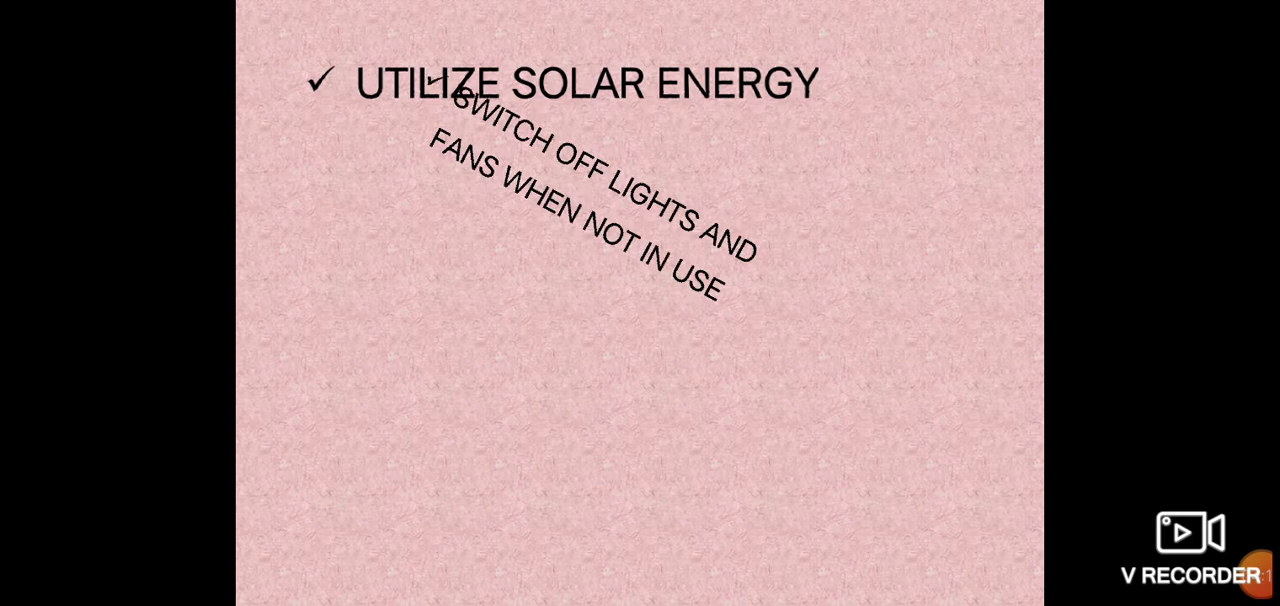 ✓ UTILIZE SOLAR ENERGY
✓ SWITCH OFF LIGHTS AND
FANS WHEN NOT IN USE
V RECORDER